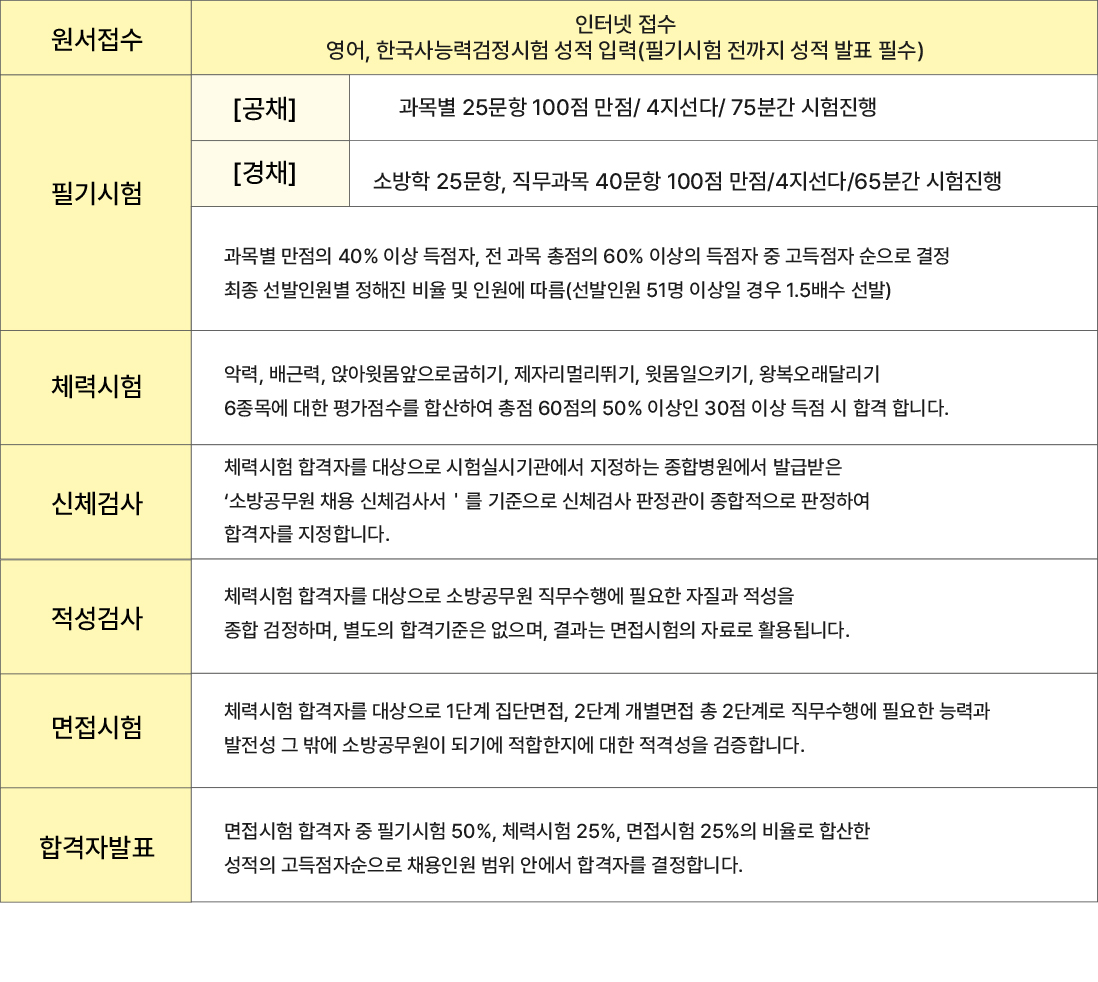 원서접수
인터넷 접수
영어, 한국사능력검정시험 성적 입력(필기시험 전까지 성적 발표 필수)
필기시험
[공채]
과목별 25문항 100점 만점/ 4지선다/ 75분간 시험진행
[경채]
소방학 25문항, 직무과목 40문항 100점 만점/4지선다/65분간 시험진행
과목별 만점의 40% 이상 득점자, 전 과목 총점의 60% 이상의 득점자 중 고득점자 순으로 결정
최종 선발인원별 정해진 비율 및 인원에 따름(선발인원 51명 이상일 경우 1.5배수 선발)
체력시험
악력, 배근력, 앉아윗몸앞으로굽히기, 제자리멀리뛰기, 윗몸일으키기, 왕복오래달리기
6종목에 대한 평가점수를 합산하여 총점 60점의 50% 이상인 30점 이상 득점 시 합격 합니다.
신체검사
체력시험 합격자를 대상으로 시험실시기관에서 지정하는 종합병원에서 발급받은
‘소방공무원 채용 신체검사서 ' 를 기준으로 신체검사 판정관이 종합적으로 판정하여
합격자를 지정합니다.
적성검사
체력시험 합격자를 대상으로 소방공무원 직무수행에 필요한 자질과 적성을
종합 검정하며, 별도의 합격기준은 없으며, 결과는 면접시험의 자료로 활용됩니다.
면접시험
체력시험 합격자를 대상으로 1단계 집단면접, 2단계 개별면접 총 2단계로 직무수행에 필요한 능력과
발전성 그 밖에 소방공무원이 되기에 적합한지에 대한 적격성을 검증합니다.
합격자발표
면접시험 합격자 중 필기시험 50%, 체력시험 25%, 면접시험 25%의 비율로 합산한
성적의 고득점자순으로 채용인원 범위 안에서 합격자를 결정합니다.